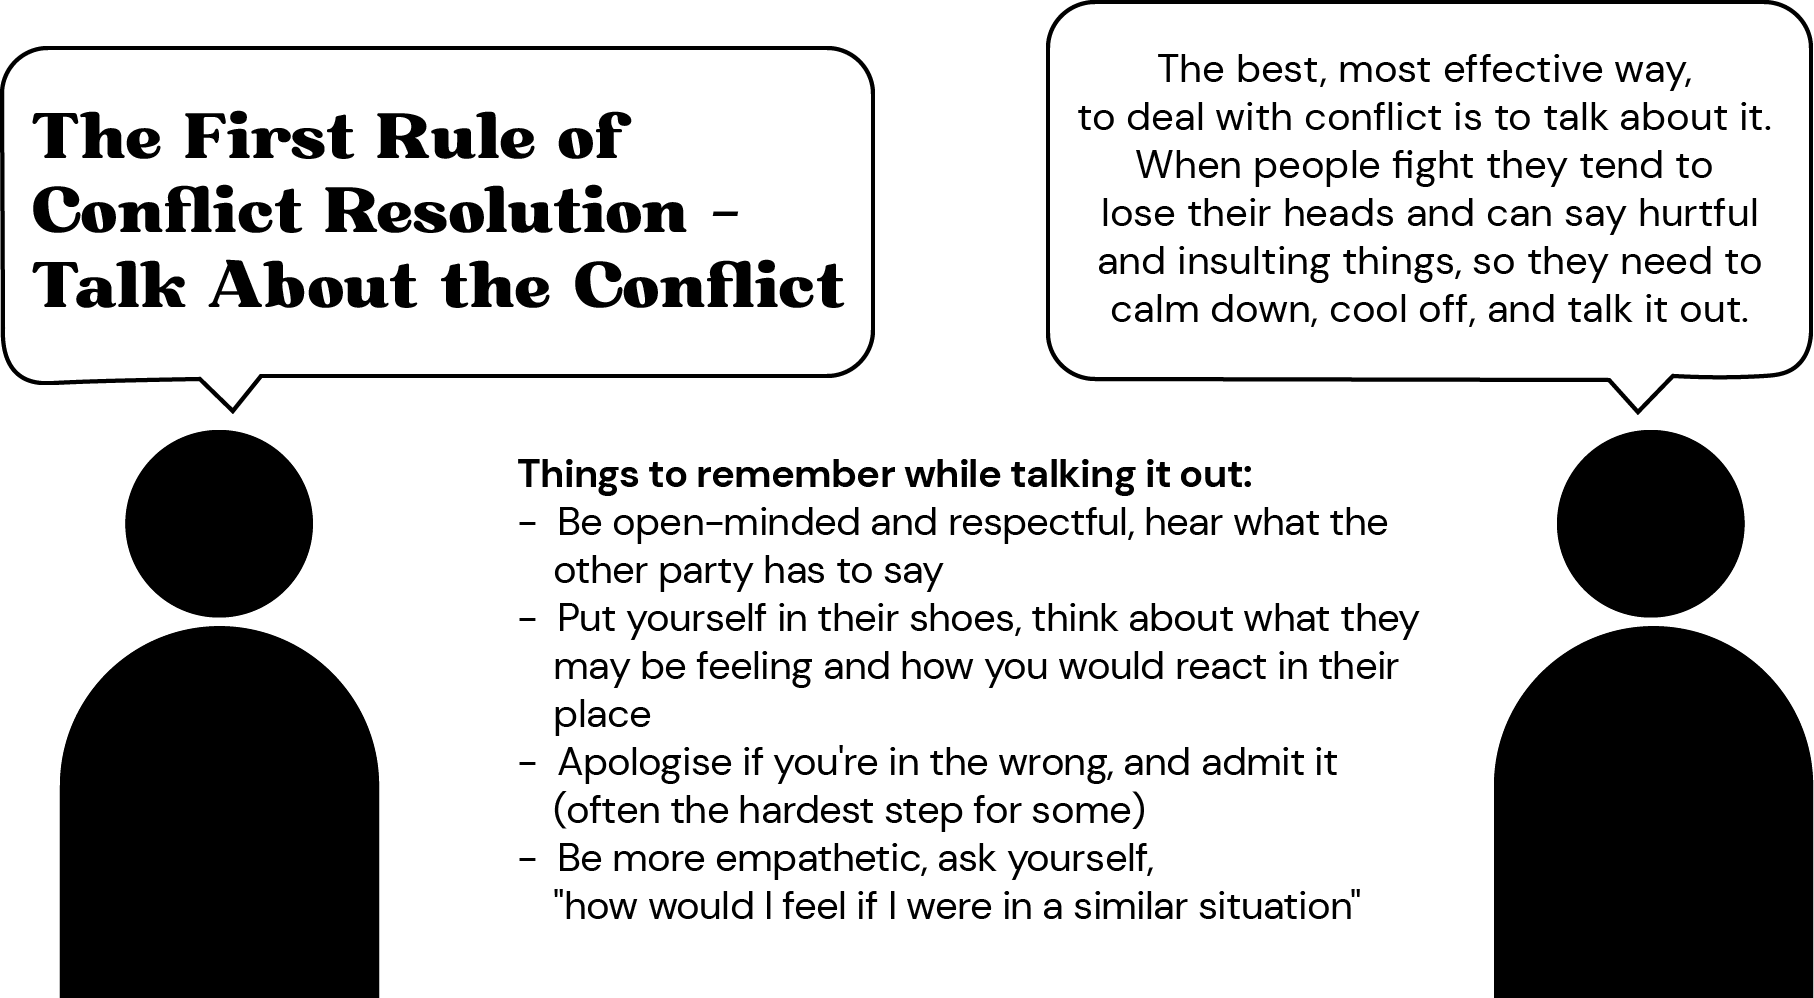 The First Rule of
Conflict Resolution -
Talk About the Conflict
The best, most effective way,
to deal with conflict is to talk about it.
When people fight they tend to
lose their heads and can say hurtful
and insulting things, so they need to
calm down, cool off, and talk it out.
Things to remember while talking it out:
- Be open-minded and respectful, hear what the
other party has to say
- Put yourself in their shoes, think about what they
may be feeling and how you would react in their
place
- Apologise if you're in the wrong, and admit it
(often the hardest step for some)
- Be more empathetic, ask yourself,
"how would I feel if I were in a similar situation"